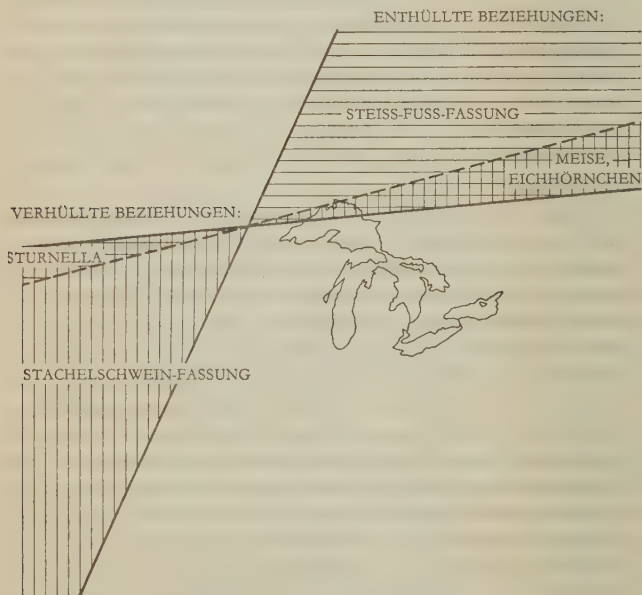 ENTHÜLLTE BEZIEHUNGEN:
STEISS-FUSS-FASSUNG
MEISE,
EICHHÖRNCHEN
VERHÜLLTE BEZIEHUNGEN:
STURNELLA
STACHELSCHWEIN-FASSUNG